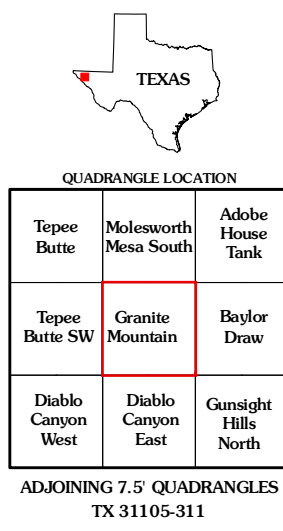 TEXAS
QUADRANGLE LOCATION
Tepee
Butte
Molesworth
Mesa South
Adobe
House
Tank
Tepee
Butte SW
Granite
Mountain
Baylor
Draw
Diablo
Canyon
West
Diablo
Canyon
East
Gunsight
Hills
North
ADJOINING 7.5' QUADRANGLES
TX 31105-311